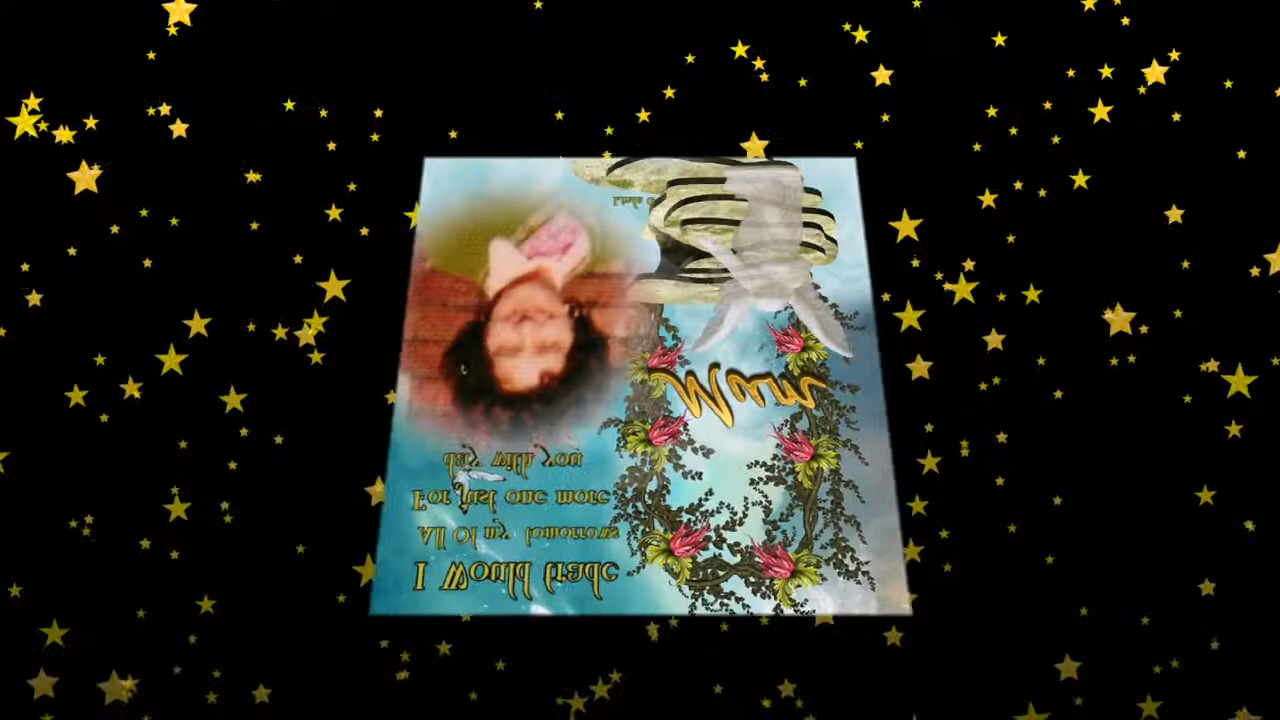 I Would trade
All Of my tomorrows
For just one more
day with you
Mum